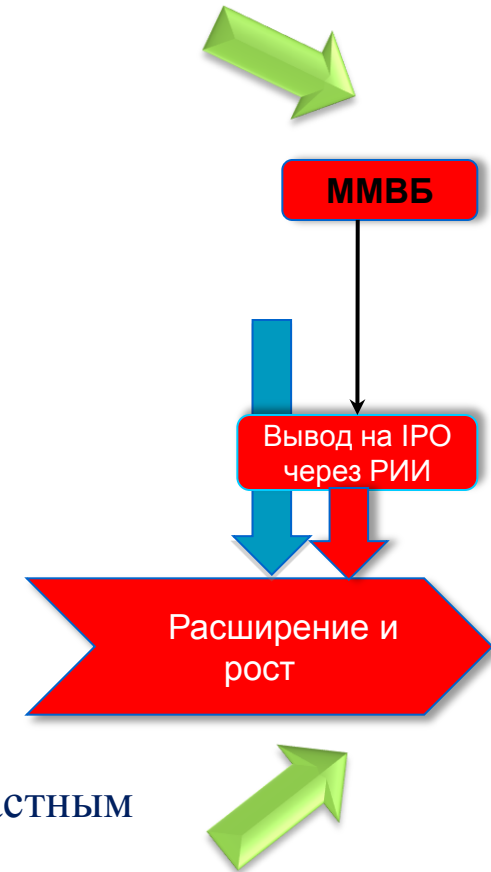 ММВБ
Вывод на IPO
через РИИ
Расширение и
рост